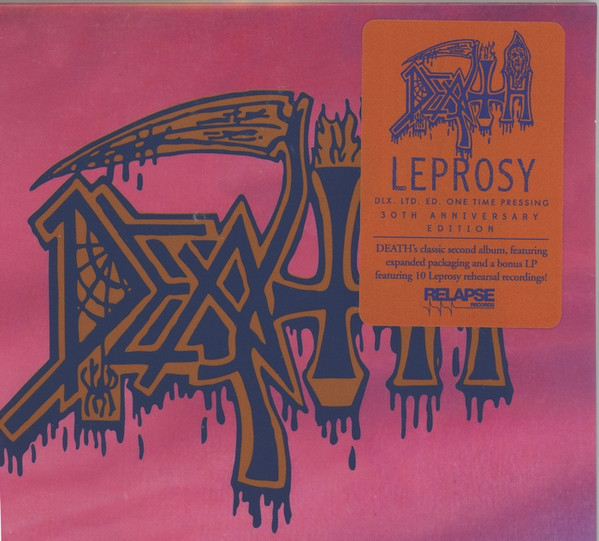 DEATH
DEATH
LEPROSY
DLX. LTD. ED. ONE TIME PRESSING
30TH ANNIVERSARY
EDITION
DEATH's classic second album, featuring
expanded packaging and a bonus LP
featuring 10 Leprosy rehearsal recordings!
RELAPSE
RECORDS